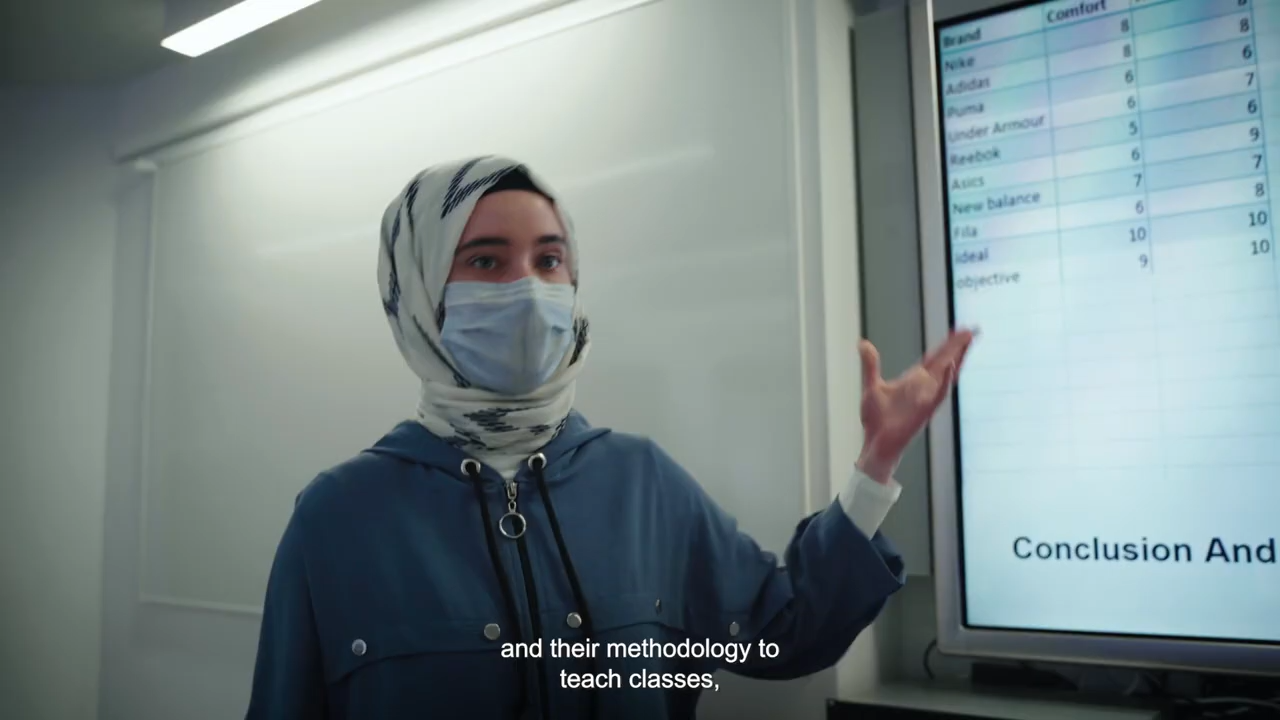 Brand Comfort
Nike 8 8
Adidas 8 8
Puma 6 6
Under Armour 6 7
Reebok 5 6
Asics 6 9
New balance 7 7
Fila 6 8
ideal 10 10
objective 9 10
Conclusion And
and their methodology to
teach classes,